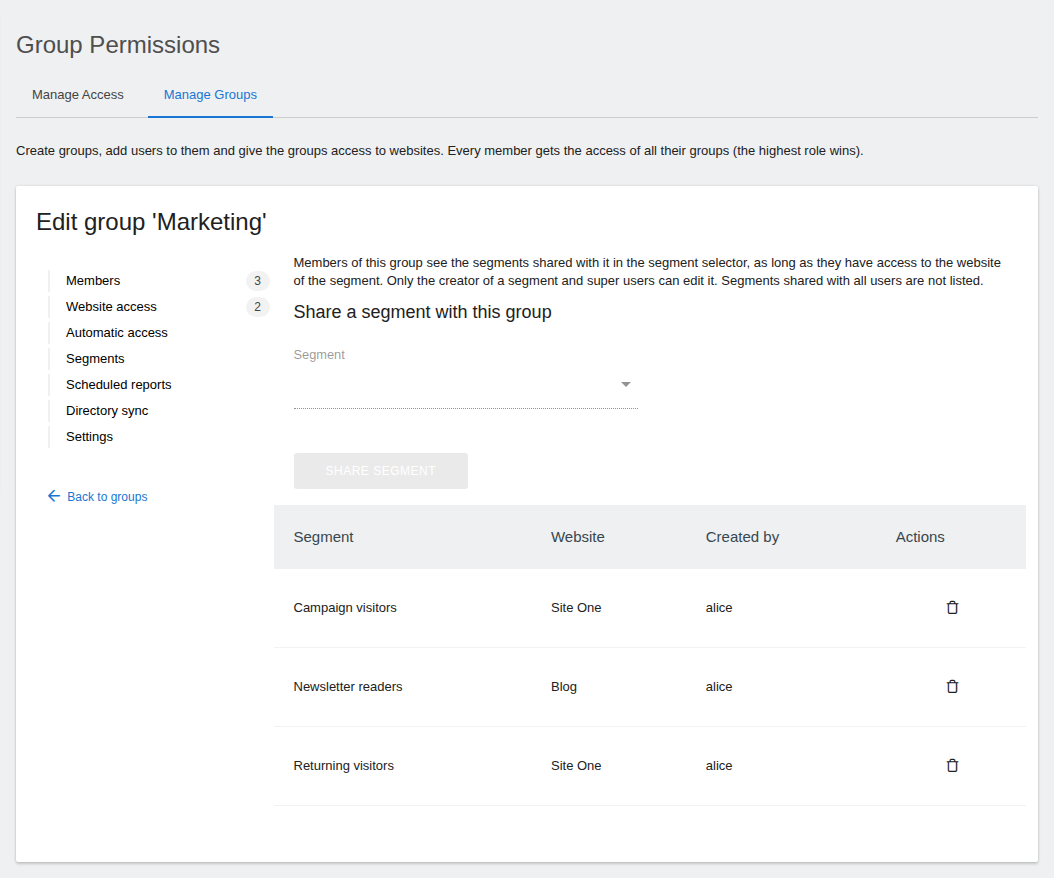 Group Permissions
Manage Access
Manage Groups
Create groups, add users to them and give the groups access to websites. Every member gets the access of all their groups (the highest role wins).
Edit group 'Marketing'
Members 3
Website access 2
Automatic access
Segments
Scheduled reports
Directory sync
Settings
Back to groups
Members of this group see the segments shared with it in the segment selector, as long as they have access to the website
of the segment. Only the creator of a segment and super users can edit it. Segments shared with all users are not listed.
Share a segment with this group
Segment
SHARE SEGMENT
Segment Website Created by Actions
Campaign visitors Site One alice
Newsletter readers Blog alice
Returning visitors Site One alice